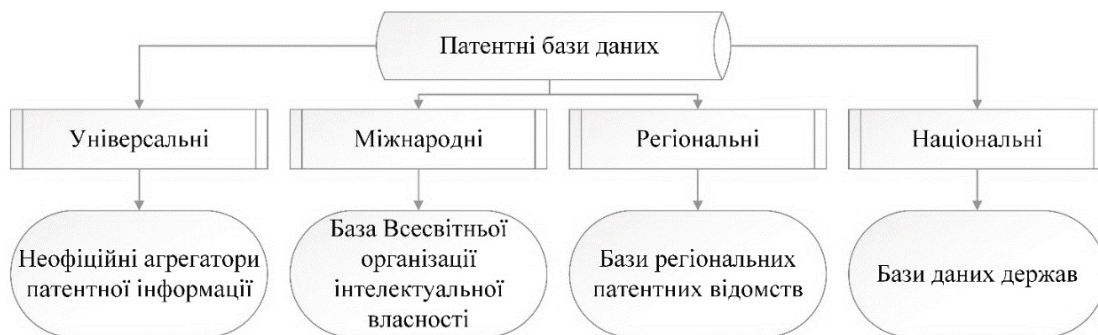 Патентні бази даних
Універсальні
Міжнародні
Регіональні
Національні
Неофіційні агрегатори
патентної інформації
База Всесвітньої
організації
інтелектуальної
власності
Бази регіональних
патентних відомств
Бази даних держав